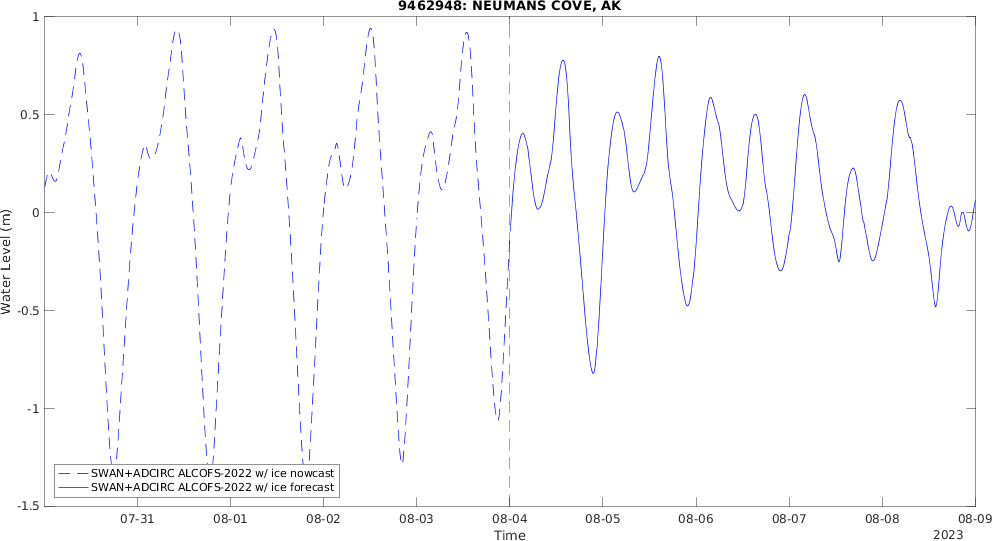 9462948: NEUMANS COVE, AK
1
0.5
0
-0.5
-1
-1.5
Water Level (m)
SWAN+ADCIRC ALCOFS-2022 w/ ice nowcast
SWAN+ADCIRC ALCOFS-2022 w/ ice forecast
07-31 08-01 08-02 08-03 08-04 08-05 08-06 08-07 08-08 08-09
Time
2023